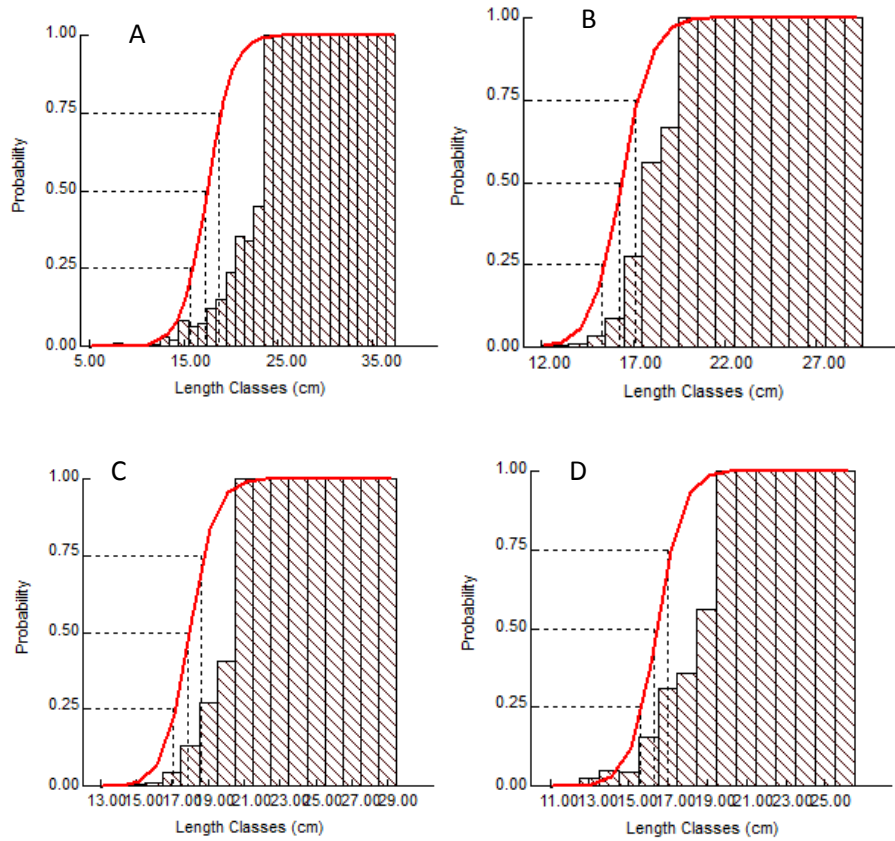 A
1.00
0.75
0.50
0.25
0.00
Probability
5.00 15.00 25.00 35.00
Length Classes (cm)
B
1.00
0.75
0.50
0.25
0.00
Probability
12.00 17.00 22.00 27.00
Length Classes (cm)
C
1.00
0.75
0.50
0.25
0.00
Probability
13.00 15.00 17.00 19.00 21.00 23.00 25.00 27.00 29.00
Length Classes (cm)
D
1.00
0.75
0.50
0.25
0.00
Probability
11.00 13.00 15.00 17.00 19.00 21.00 23.00 25.00
Length Classes (cm)